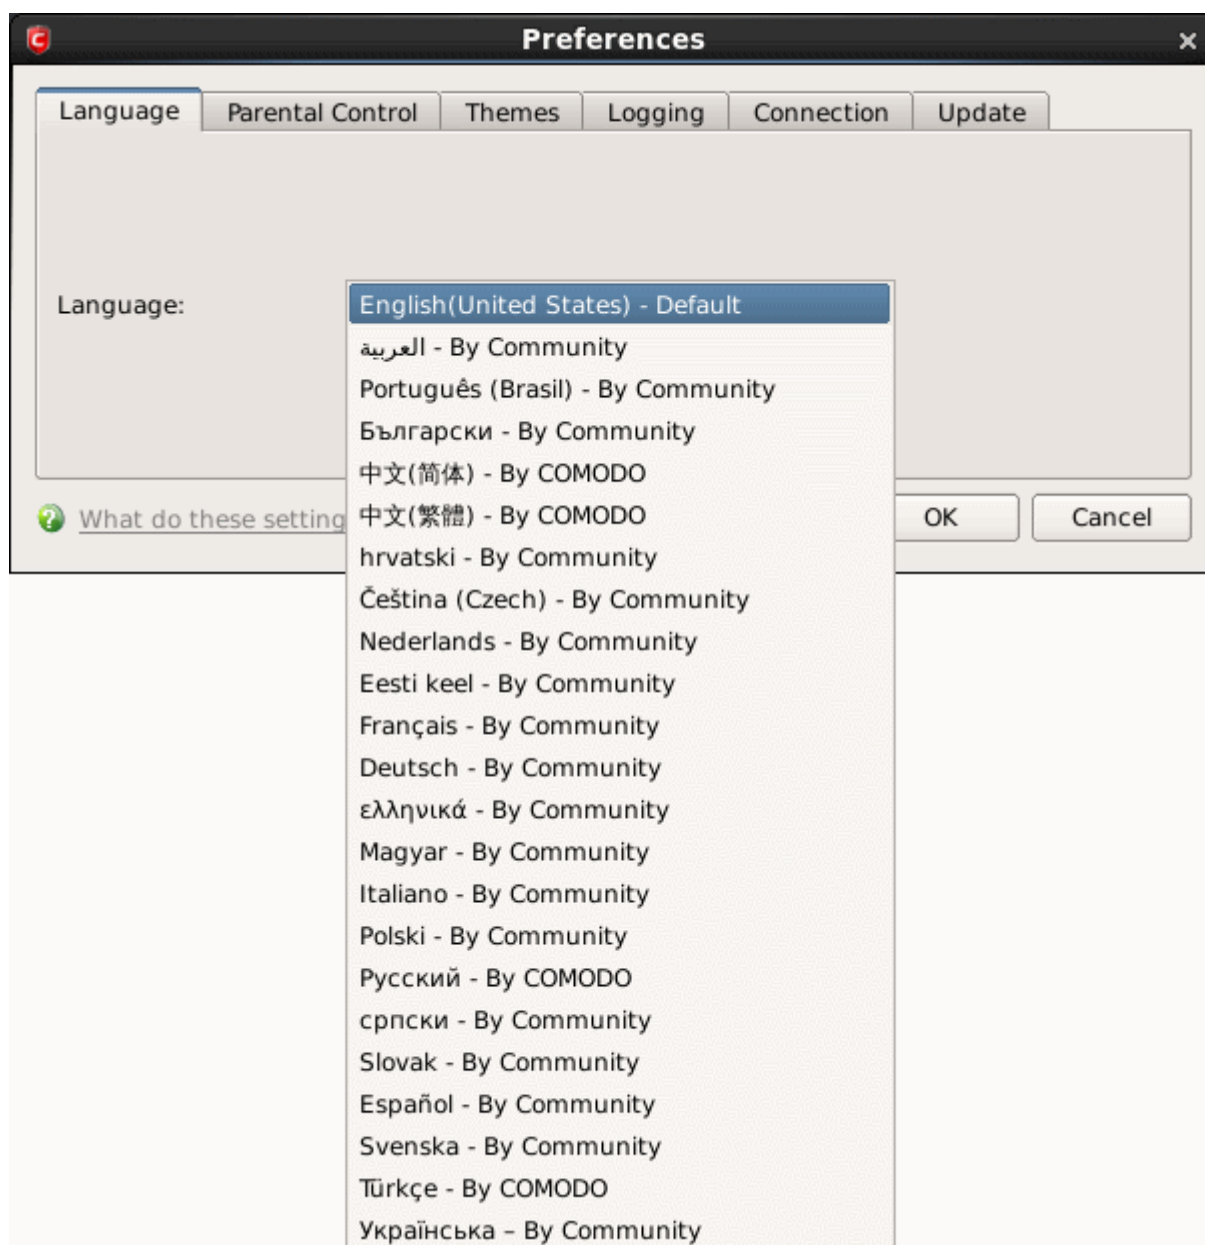 Preferences
Language Parental Control Themes Logging Connection Update
Language:
English(United States) - Default
العربية - By Community
Português (Brasil) - By Community
Български - By Community
中文(简体) - By COMODO
中文(繁體) - By COMODO
What do these setting
OK Cancel
hrvatski - By Community
Čeština (Czech) - By Community
Nederlands - By Community
Eesti keel - By Community
Français - By Community
Deutsch - By Community
ελληνικά - By Community
Magyar - By Community
Italiano - By Community
Polski - By Community
Русский - By COMODO
српски - By Community
Slovak - By Community
Español - By Community
Svenska - By Community
Türkçe - By COMODO
Українська – By Community